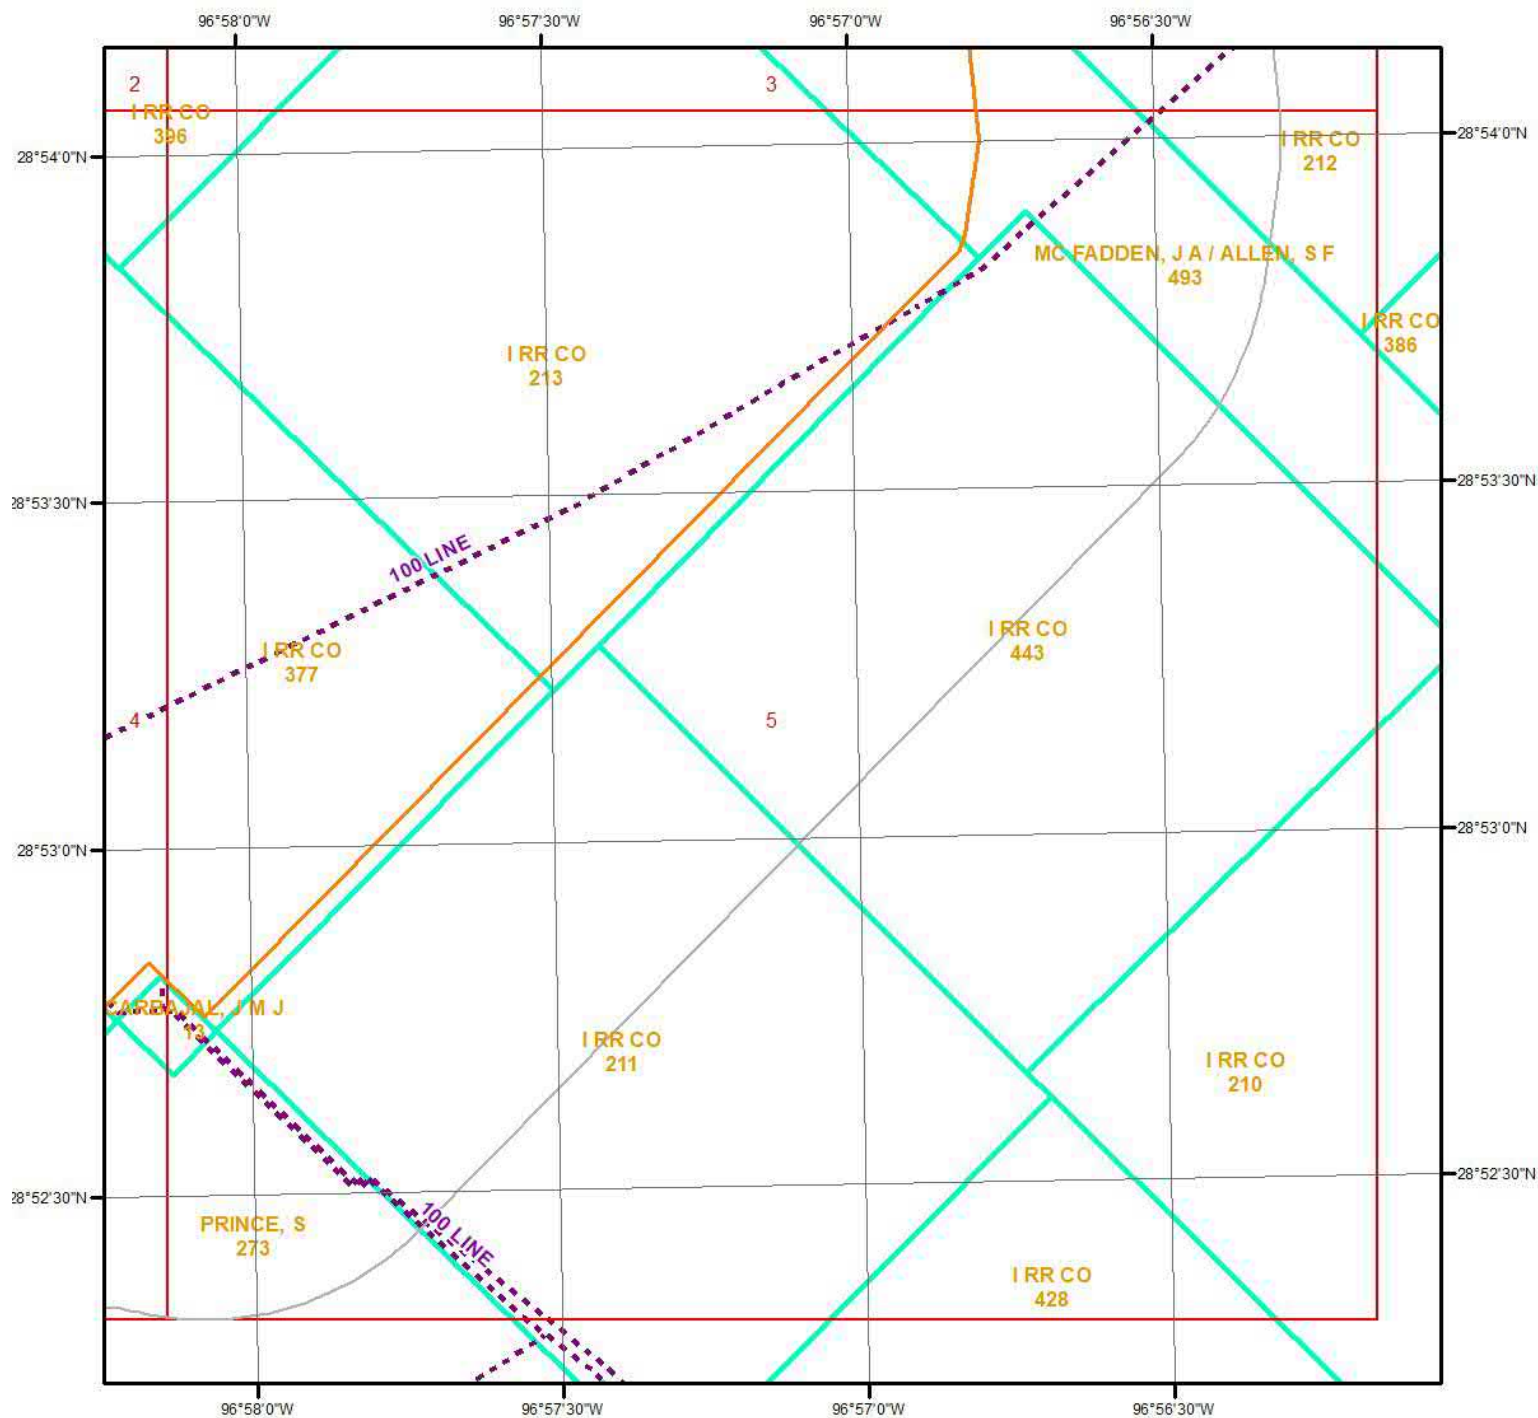 96°58'0"W
96°57'30"W
96°57'0"W
96°56'30"W
2
3
I RR CO
396
28°54'0"N
28°54'0"N
I RR CO
212
MC FADDEN, J A / ALLEN, S F
493
I RR CO
386
I RR CO
213
28°53'30"N
28°53'30"N
100 LINE
I RR CO
443
I RR CO
377
4
5
28°53'0"N
28°53'0"N
CARBAJAL, J M J
13
I RR CO
211
I RR CO
210
28°52'30"N
28°52'30"N
PRINCE, S
273
100 LINE
I RR CO
428
96°58'0"W
96°57'30"W
96°57'0"W
96°56'30"W